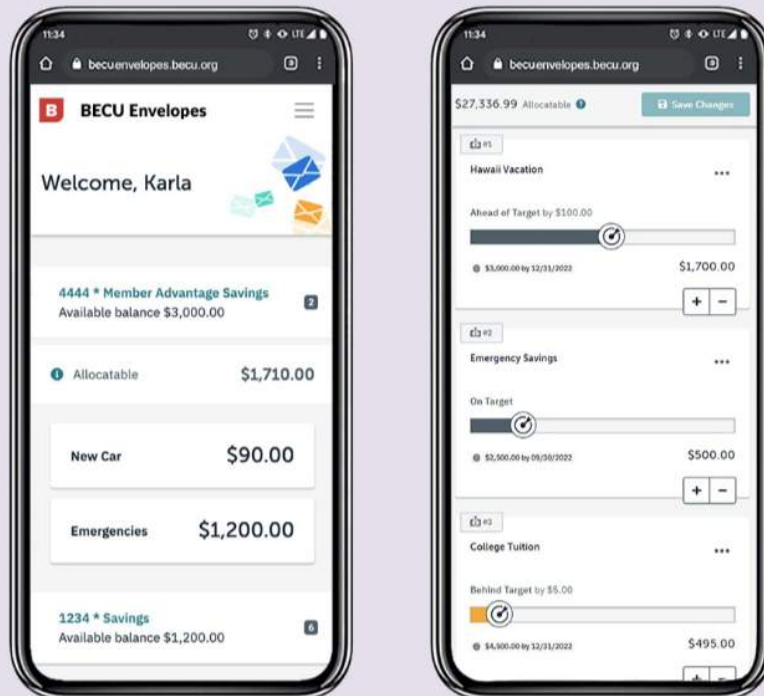 11:34
LTE
becuenvelopes.becu.org
B BECU Envelopes
Welcome, Karla
4444 * Member Advantage Savings
Available balance $3,000.00
2
Allocatable $1,710.00
New Car $90.00
Emergencies $1,200.00
1234 * Savings
Available balance $1,200.00
6
11:34
LTE
becuenvelopes.becu.org
$27,336.99 Allocatable ?
Save Changes
#1
Hawaii Vacation
Ahead of Target by $100.00
$3,000.00 by 12/31/2022
$1,700.00
+ −
#2
Emergency Savings
On Target
$2,500.00 by 09/30/2022
$500.00
+ −
#3
College Tuition
Behind Target by $5.00
$4,500.00 by 12/31/2022
$495.00
+ −